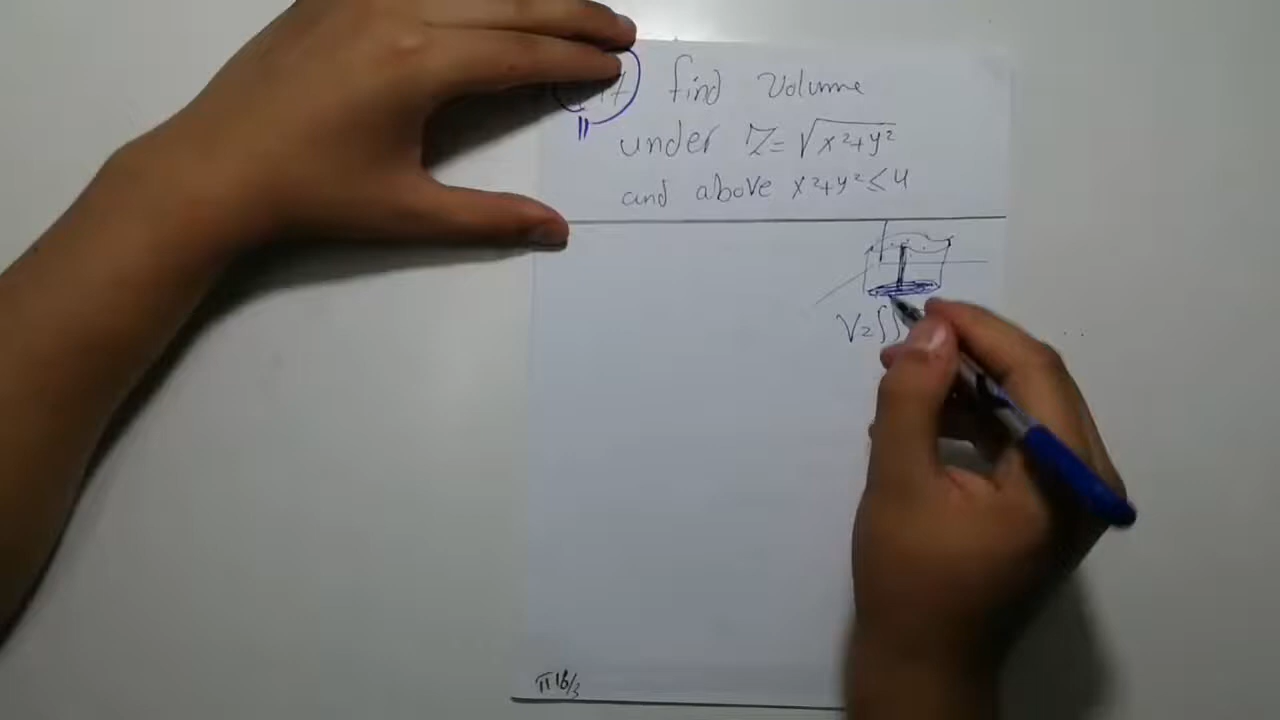 find Volume
under Z=√x²+y²
and above x²+y²≤4
V=∫∫
π16/3